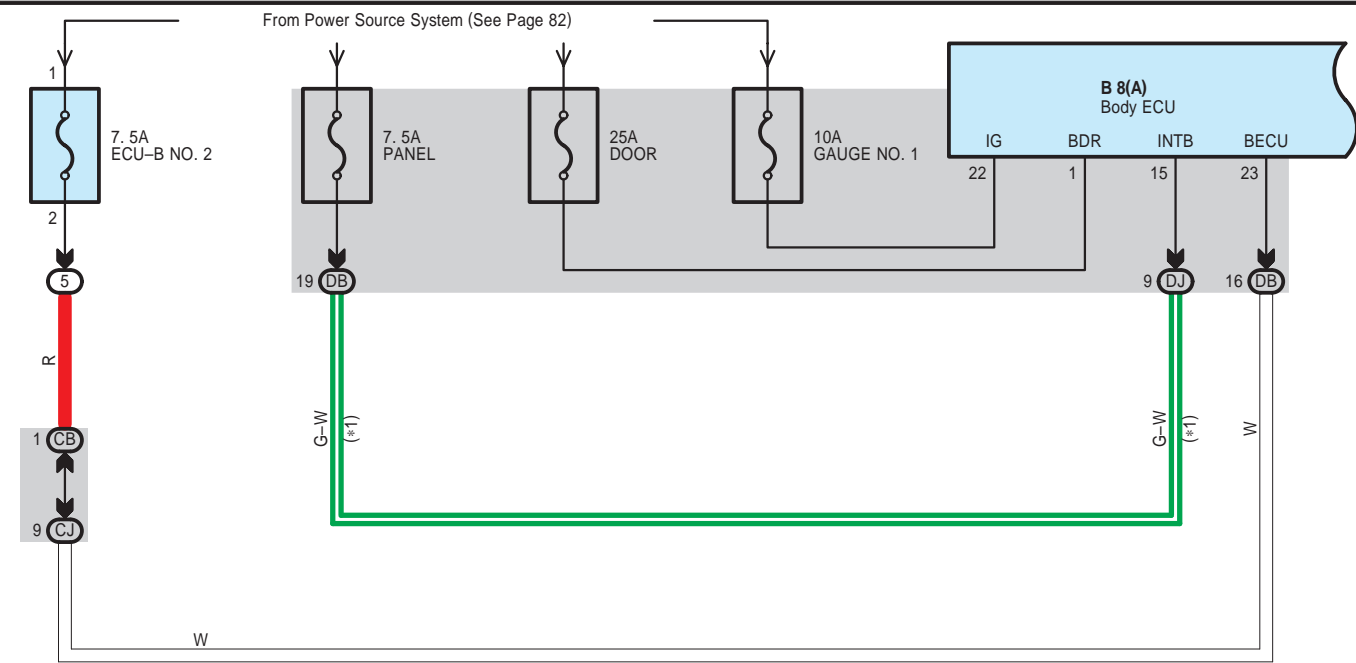 From Power Source System (See Page 82)
1
7. 5A
ECU–B NO. 2
2
5
R
1 CB
9 CJ
W
7. 5A
PANEL
19 DB
G–W
(*1)
25A
DOOR
10A
GAUGE NO. 1
B 8(A)
Body ECU
IG BDR INTB BECU
22 1 15 23
9 DJ
16 DB
G–W
(*1)
W